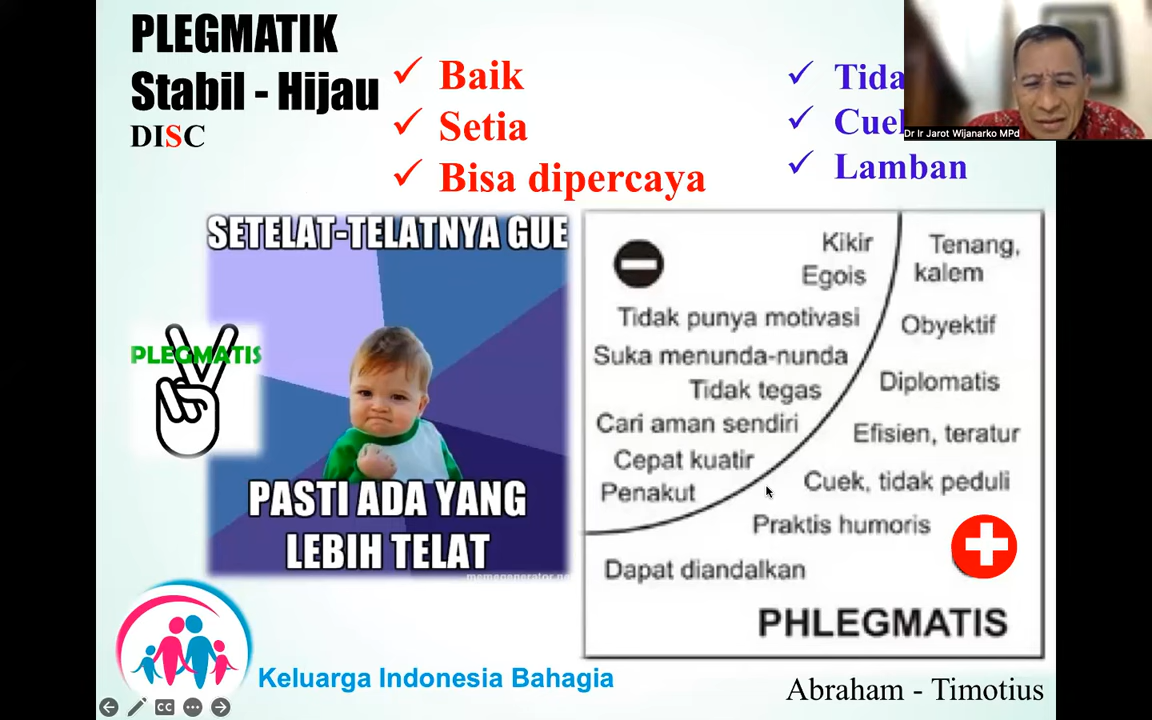 PLEGMATIK
Stabil - Hijau
DISC
Baik
Setia
Bisa dipercaya
Lamban
Dr Ir Jarot Wijanarko MPd
SETELAT-TELATNYA GUE
PASTI ADA YANG
LEBIH TELAT
PLEGMATIS
Kikir
Egois
Tidak punya motivasi
Suka menunda-nunda
Tidak tegas
Cari aman sendiri
Cepat kuatir
Penakut
Tenang,
kalem
Obyektif
Diplomatis
Efisien, teratur
Cuek, tidak peduli
Praktis humoris
Dapat diandalkan
PHLEGMATIS
Keluarga Indonesia Bahagia
Abraham - Timotius
CC